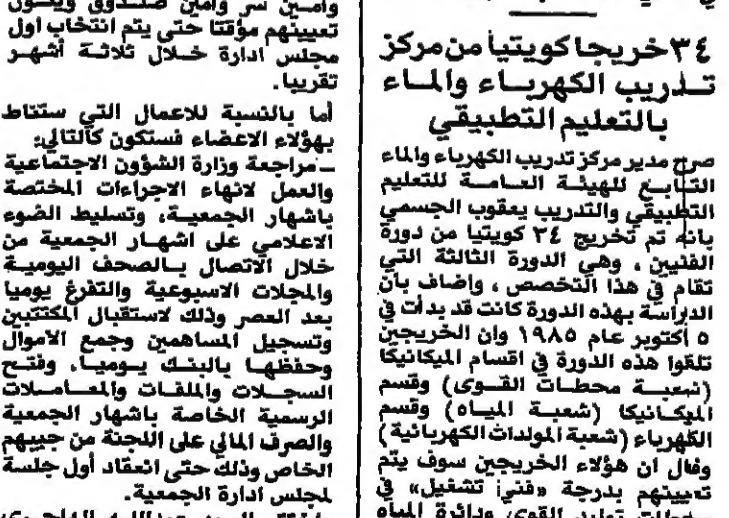 ٣٤ خريجا كويتيا من مركز
تدريب الكهرباء والماء
بالتعليم التطبيقي
صرح مدير مركز تدريب الكهرباء والماء
التابع للهيئة العامة للتعليم
التطبيقي والتدريب يعقوب الجسمي
بانه تم تخريج ٣٤ كويتيا من دورة
الفنيين ، وهي الدورة الثالثة التي
تقام في هذا التخصص ، واضاف بأن
الدراسة بهذه الدورة كانت قد بدأت في
٥ أكتوبر عام ١٩٨٥ وان الخريجين
تلقوا هذه الدورة في اقسام الميكانيكا
(شعبة محطات القوى) وقسم
الميكانيكا (شعبة المياه) وقسم
الكهرباء (شعبة المولدات الكهربائية)
وقال ان هؤلاء الخريجين سوف يتم
تعيينهم بدرجة «فني تشغيل» في
محطات توليد القوى ودائرة المياه
وامين سر وامين صندوق ويكون
تعيينهم مؤقتا حتى يتم انتخاب أول
مجلس ادارة خلال ثلاثة أشهر
تقريبا.
أما بالنسبة للاعمال التي ستناط
بهؤلاء الاعضاء فستكون كالتالي:
ـ مراجعة وزارة الشؤون الاجتماعية
والعمل لانهاء الاجراءات المختصة
باشهار الجمعية، وتسليط الضوء
الاعلامي على اشهار الجمعية من
خلال الاتصال بالصحف اليومية
والمجلات الاسبوعية والتفرغ يوميا
بعد العصر وذلك لاستقبال المكتتبين
وتسجيل المساهمين وجمع الاموال
وحفظها بالبنك يوميا، وفتح
السجلات والملفات والمعاملات
الرسمية الخاصة باشهار الجمعية
والصرف المالي على اللجنة من جيبهم
الخاص وذلك حتى انعقاد أول جلسة
لمجلس ادارة الجمعية.